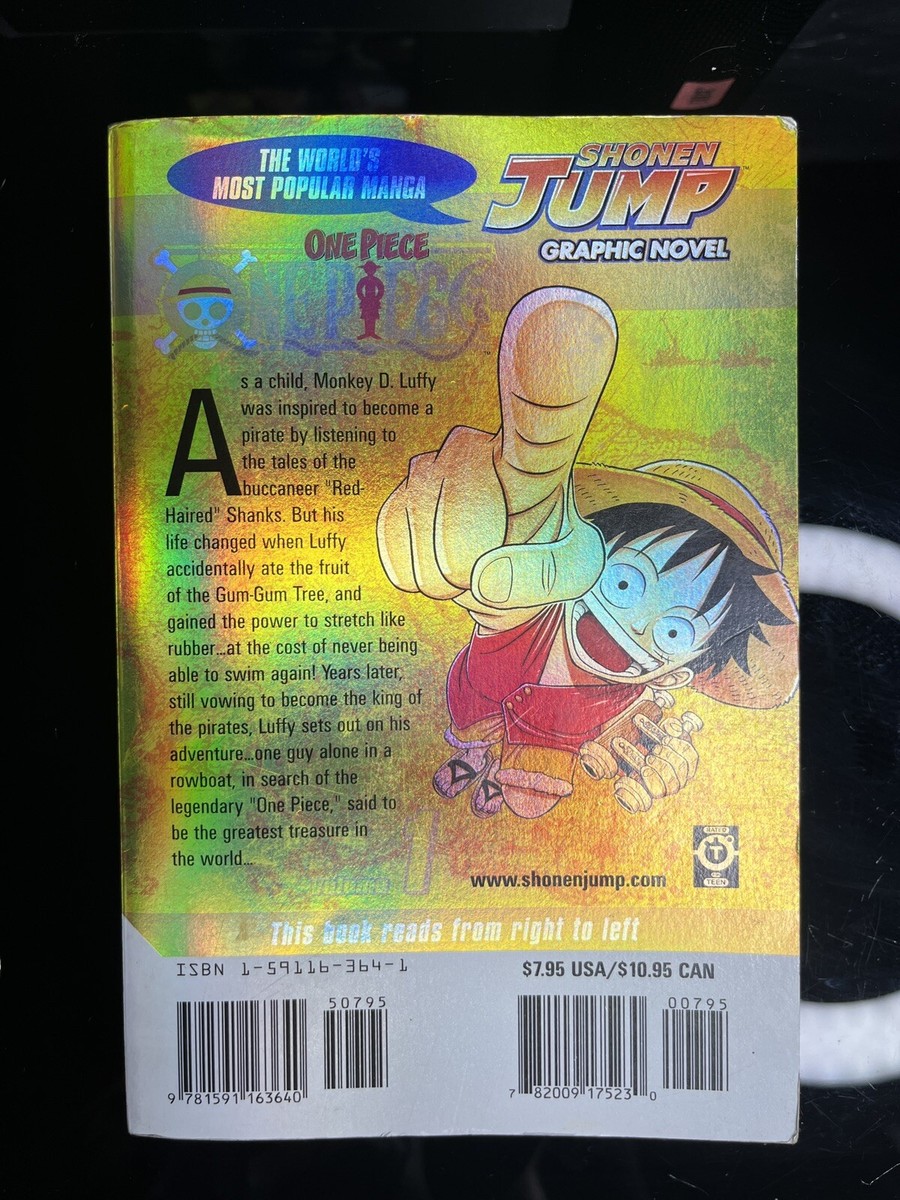 THE WORLD'S
MOST POPULAR MANGA
SHONEN
JUMP
GRAPHIC NOVEL
ONE PIECE
ONE PIECE
As a child, Monkey D. Luffy
was inspired to become a
pirate by listening to
the tales of the
buccaneer "Red-
Haired" Shanks. But his
life changed when Luffy
accidentally ate the fruit
of the Gum-Gum Tree, and
gained the power to stretch like
rubber...at the cost of never being
able to swim again! Years later,
still vowing to become the king of
the pirates, Luffy sets out on his
adventure...one guy alone in a
rowboat, in search of the
legendary "One Piece," said to
be the greatest treasure in
the world...
www.shonenjump.com
RATED
T
TEEN
This book reads from right to left
ISBN 1-59116-364-1
$7.95 USA/$10.95 CAN
50795
9 781591 163640
00795
7 82009 17523 0